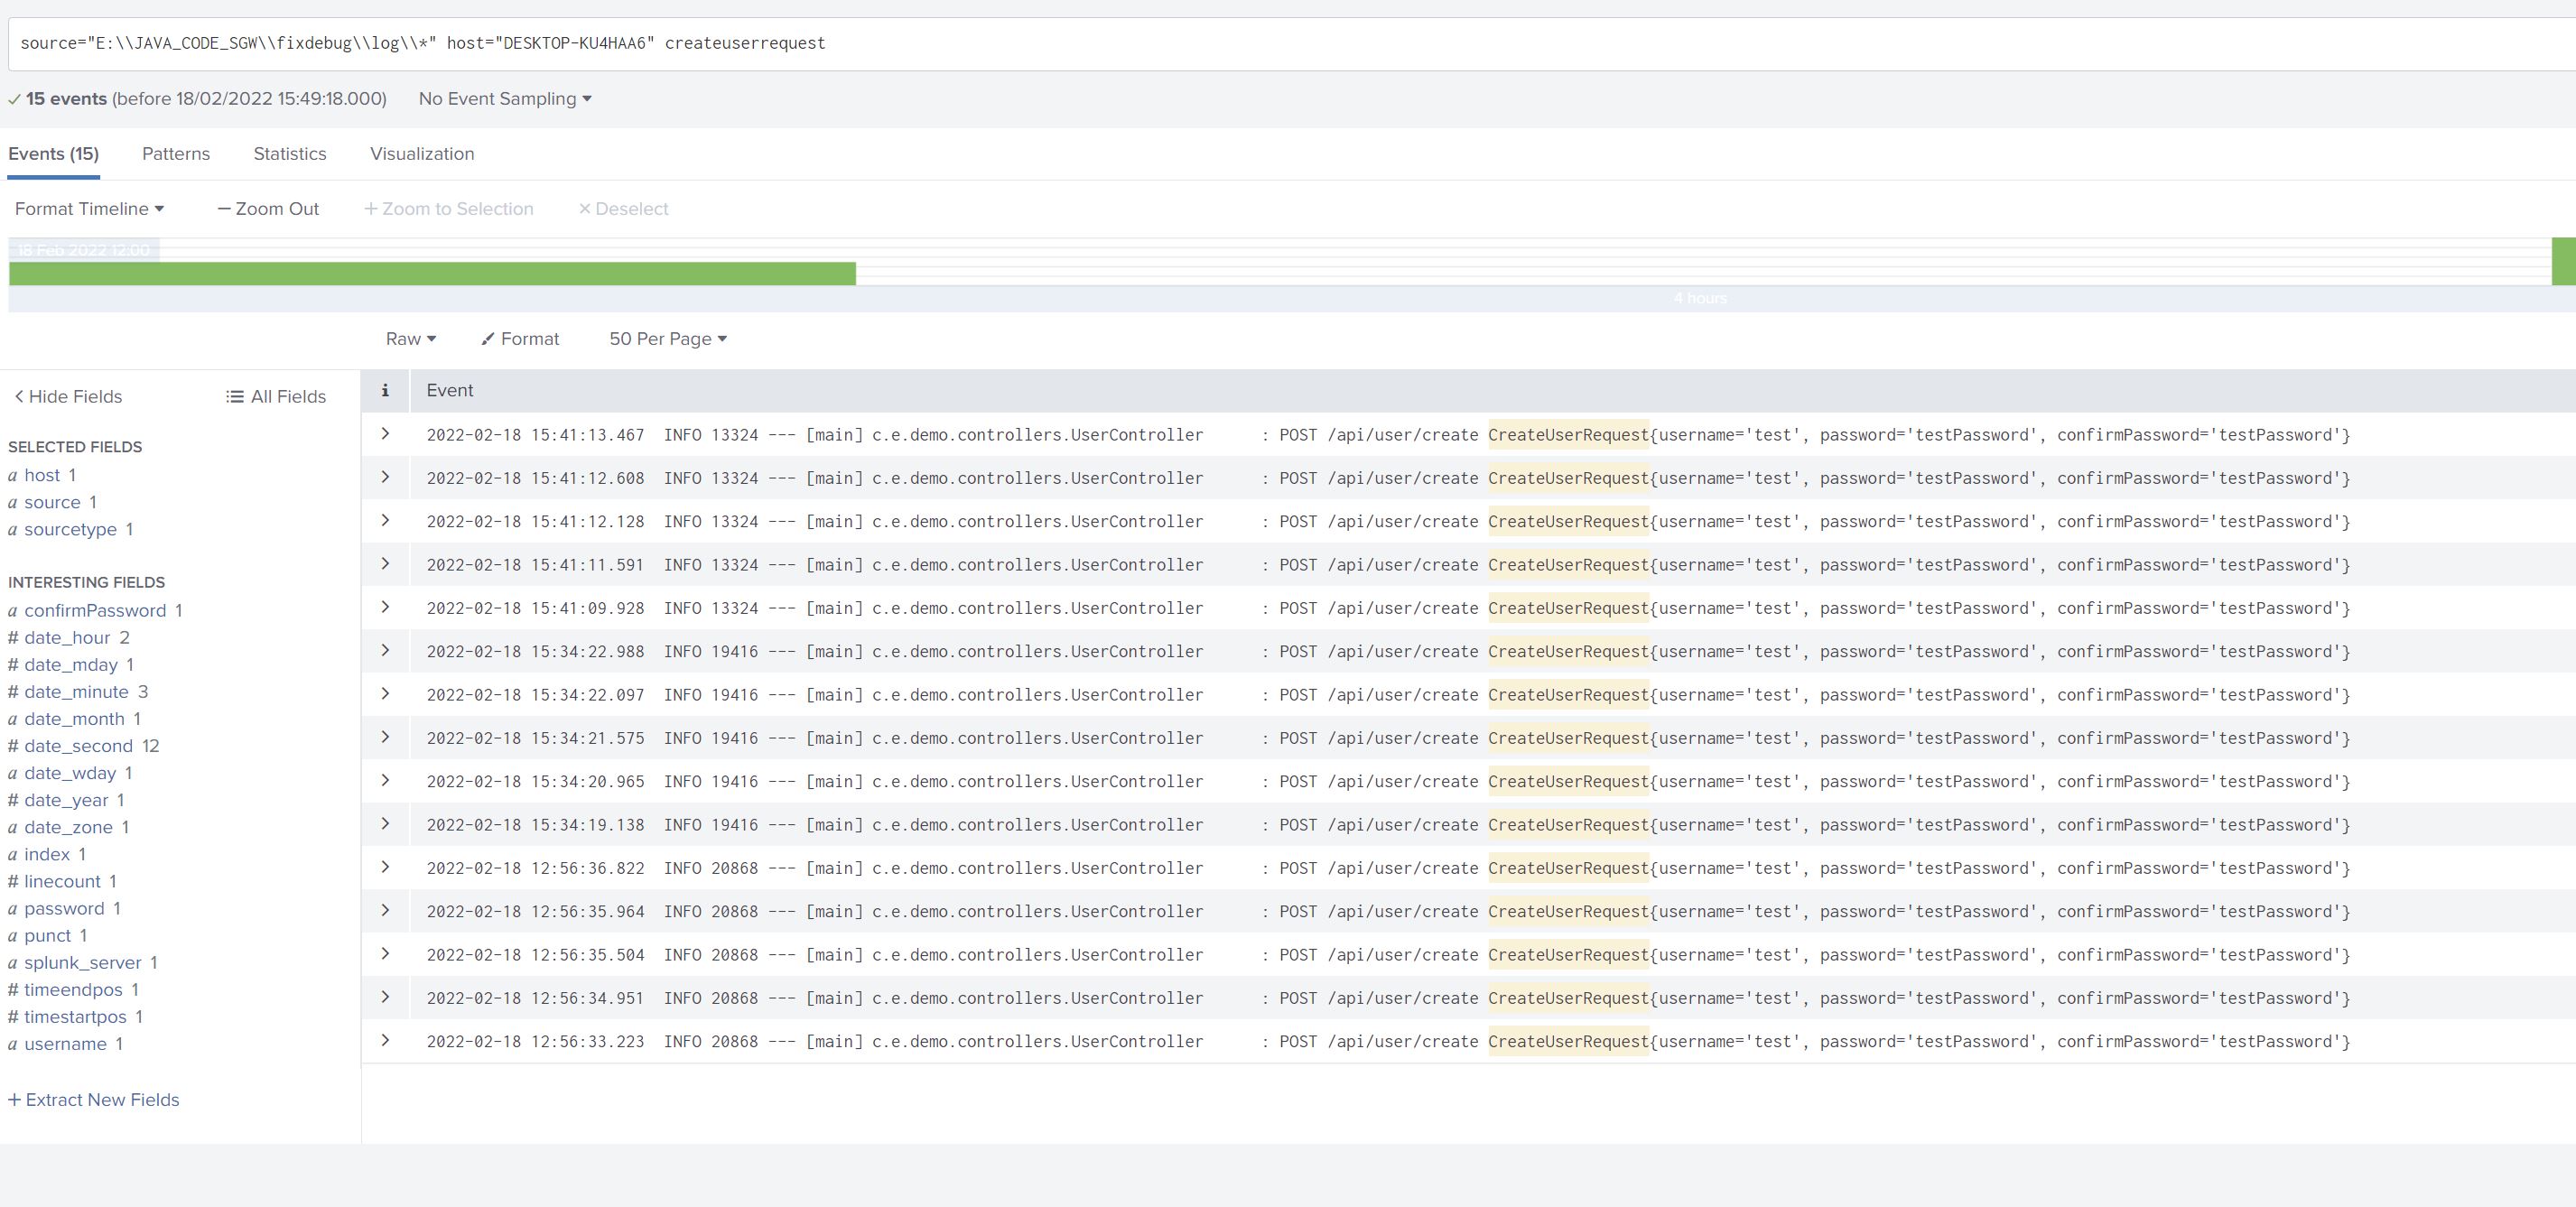 source="E:\\JAVA_CODE_SGW\\fixdebug\\log\\*" host="DESKTOP-KU4HAA6" createuserrequest
15 events (before 18/02/2022 15:49:18.000) No Event Sampling
Events (15) Patterns Statistics Visualization
Format Timeline — Zoom Out + Zoom to Selection × Deselect
18 Feb 2022 12:00
4 hours
Raw Format 50 Per Page
< Hide Fields All Fields
SELECTED FIELDS
a host 1
a source 1
a sourcetype 1
INTERESTING FIELDS
a confirmPassword 1
# date_hour 2
# date_mday 1
# date_minute 3
a date_month 1
# date_second 12
a date_wday 1
# date_year 1
a date_zone 1
a index 1
# linecount 1
a password 1
a punct 1
a splunk_server 1
# timeendpos 1
# timestartpos 1
a username 1
+ Extract New Fields
i Event
> 2022-02-18 15:41:13.467 INFO 13324 --- [main] c.e.demo.controllers.UserController : POST /api/user/create CreateUserRequest{username='test', password='testPassword', confirmPassword='testPassword'}
> 2022-02-18 15:41:12.608 INFO 13324 --- [main] c.e.demo.controllers.UserController : POST /api/user/create CreateUserRequest{username='test', password='testPassword', confirmPassword='testPassword'}
> 2022-02-18 15:41:12.128 INFO 13324 --- [main] c.e.demo.controllers.UserController : POST /api/user/create CreateUserRequest{username='test', password='testPassword', confirmPassword='testPassword'}
> 2022-02-18 15:41:11.591 INFO 13324 --- [main] c.e.demo.controllers.UserController : POST /api/user/create CreateUserRequest{username='test', password='testPassword', confirmPassword='testPassword'}
> 2022-02-18 15:41:09.928 INFO 13324 --- [main] c.e.demo.controllers.UserController : POST /api/user/create CreateUserRequest{username='test', password='testPassword', confirmPassword='testPassword'}
> 2022-02-18 15:34:22.988 INFO 19416 --- [main] c.e.demo.controllers.UserController : POST /api/user/create CreateUserRequest{username='test', password='testPassword', confirmPassword='testPassword'}
> 2022-02-18 15:34:22.097 INFO 19416 --- [main] c.e.demo.controllers.UserController : POST /api/user/create CreateUserRequest{username='test', password='testPassword', confirmPassword='testPassword'}
> 2022-02-18 15:34:21.575 INFO 19416 --- [main] c.e.demo.controllers.UserController : POST /api/user/create CreateUserRequest{username='test', password='testPassword', confirmPassword='testPassword'}
> 2022-02-18 15:34:20.965 INFO 19416 --- [main] c.e.demo.controllers.UserController : POST /api/user/create CreateUserRequest{username='test', password='testPassword', confirmPassword='testPassword'}
> 2022-02-18 15:34:19.138 INFO 19416 --- [main] c.e.demo.controllers.UserController : POST /api/user/create CreateUserRequest{username='test', password='testPassword', confirmPassword='testPassword'}
> 2022-02-18 12:56:36.822 INFO 20868 --- [main] c.e.demo.controllers.UserController : POST /api/user/create CreateUserRequest{username='test', password='testPassword', confirmPassword='testPassword'}
> 2022-02-18 12:56:35.964 INFO 20868 --- [main] c.e.demo.controllers.UserController : POST /api/user/create CreateUserRequest{username='test', password='testPassword', confirmPassword='testPassword'}
> 2022-02-18 12:56:35.504 INFO 20868 --- [main] c.e.demo.controllers.UserController : POST /api/user/create CreateUserRequest{username='test', password='testPassword', confirmPassword='testPassword'}
> 2022-02-18 12:56:34.951 INFO 20868 --- [main] c.e.demo.controllers.UserController : POST /api/user/create CreateUserRequest{username='test', password='testPassword', confirmPassword='testPassword'}
> 2022-02-18 12:56:33.223 INFO 20868 --- [main] c.e.demo.controllers.UserController : POST /api/user/create CreateUserRequest{username='test', password='testPassword', confirmPassword='testPassword'}